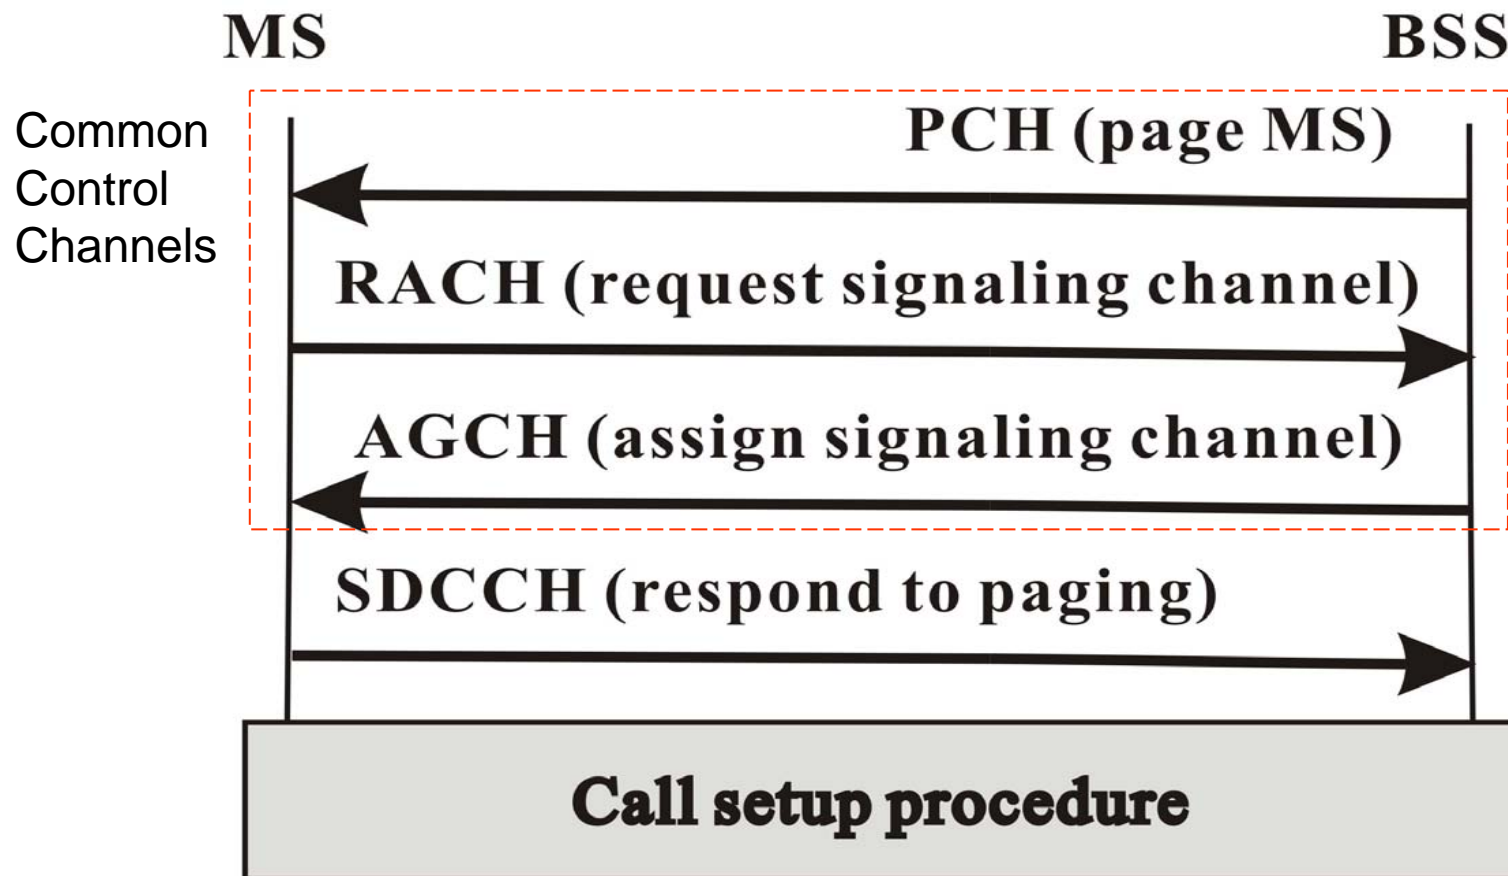 MS
BSS
Common
Control
Channels
PCH (page MS)
RACH (request signaling channel)
AGCH (assign signaling channel)
SDCCH (respond to paging)
Call setup procedure